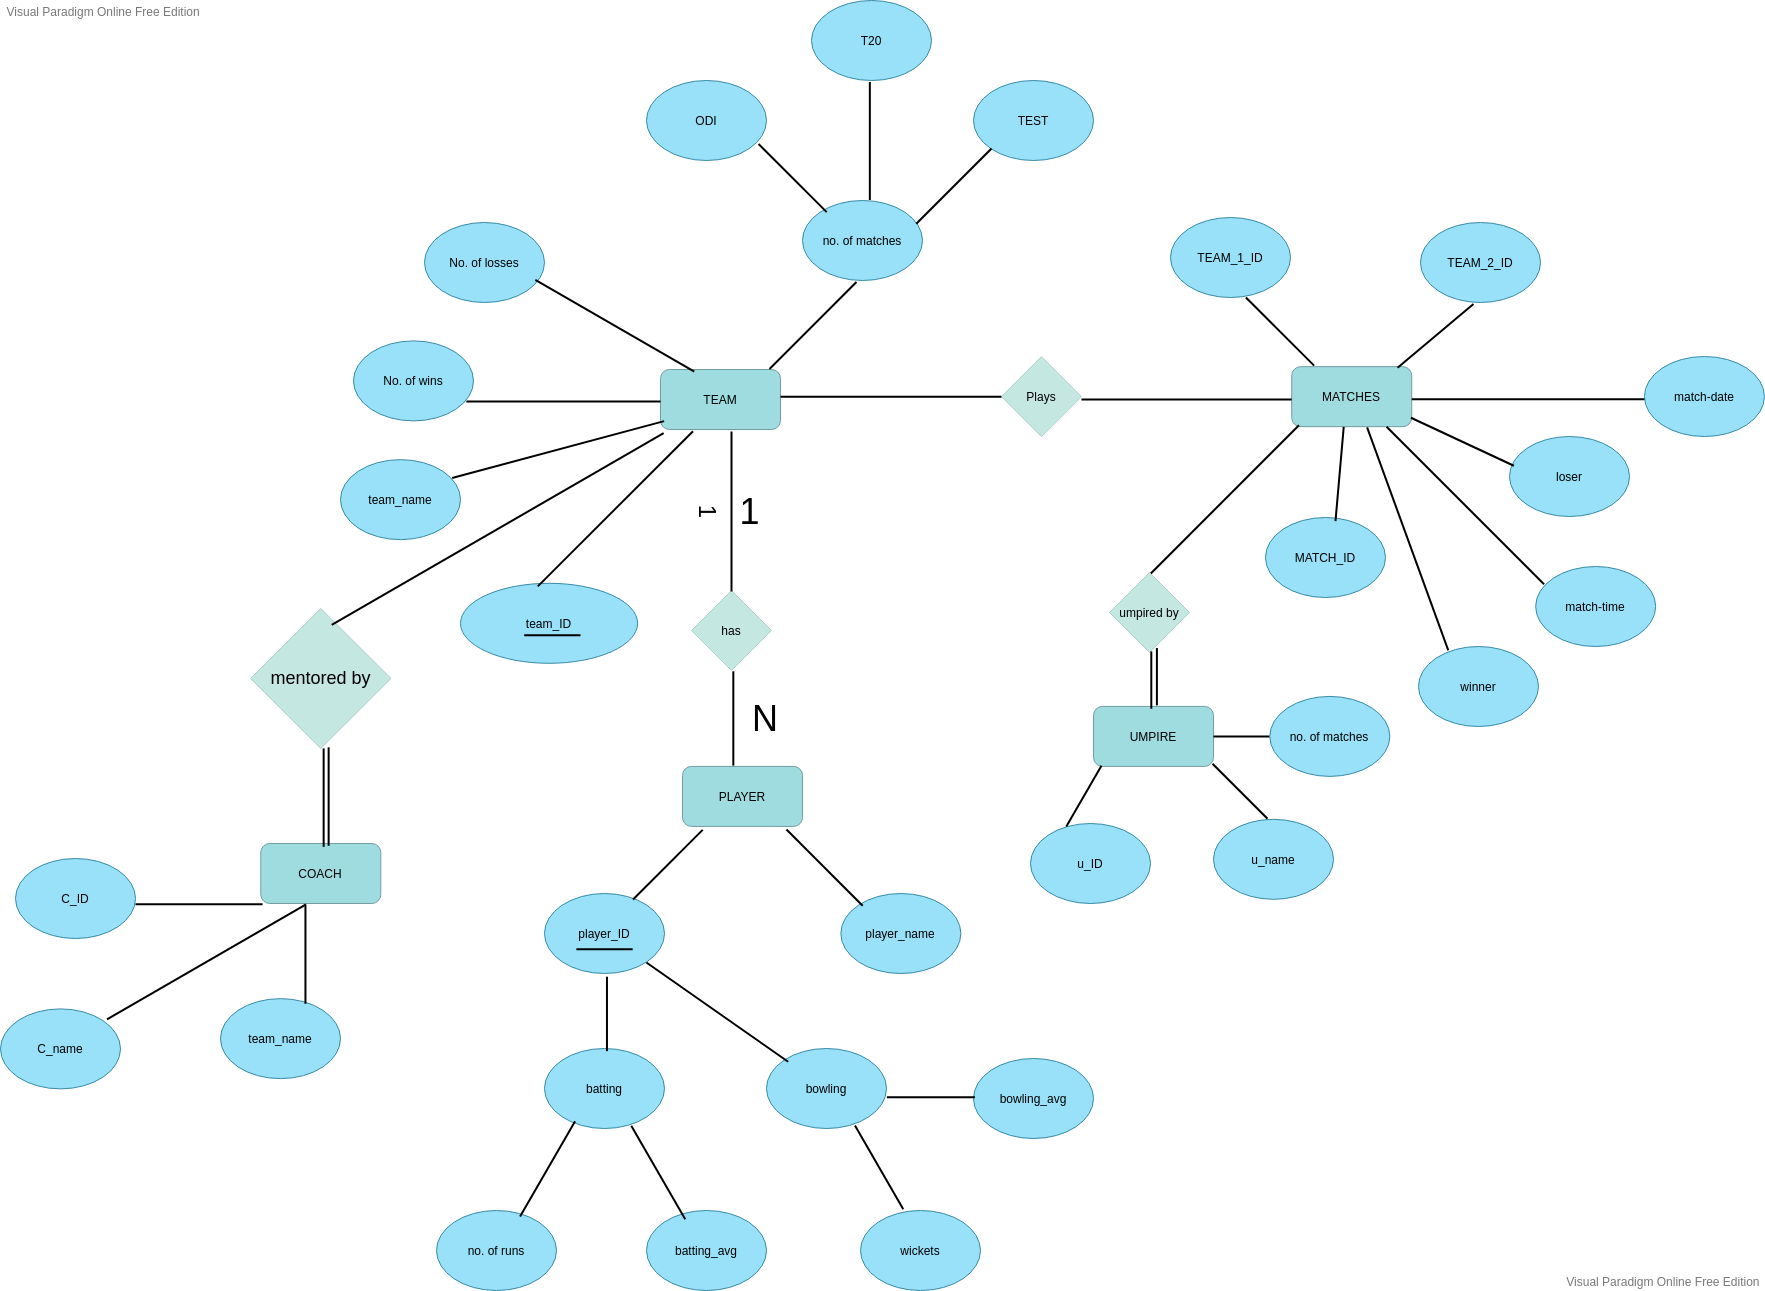 Visual Paradigm Online Free Edition
T20
ODI
TEST
no. of matches
No. of losses
TEAM_1_ID
TEAM_2_ID
No. of wins
TEAM
Plays
MATCHES
match-date
loser
team_name
1
1
MATCH_ID
match-time
team_ID
has
umpired by
mentored by
winner
N
UMPIRE
no. of matches
PLAYER
COACH
u_ID
u_name
C_ID
player_ID
player_name
C_name
team_name
batting
bowling
bowling_avg
no. of runs
batting_avg
wickets
Visual Paradigm Online Free Edition